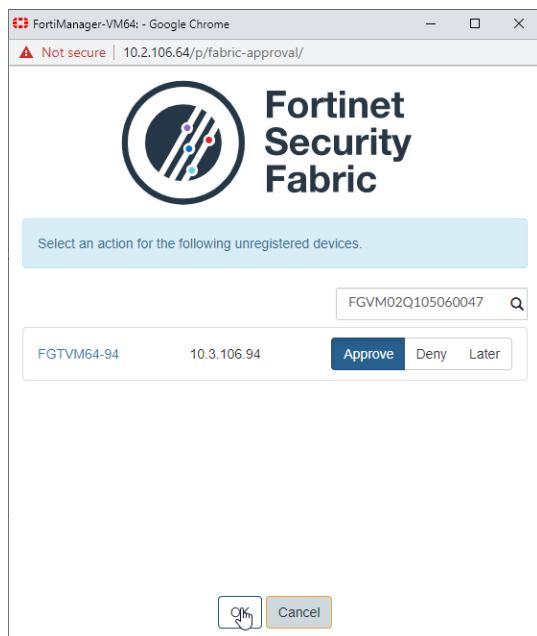 FortiManager-VM64: - Google Chrome
Not secure | 10.2.106.64/p/fabric-approval/
Fortinet
Security
Fabric
Select an action for the following unregistered devices.
FGVM02Q105060047
FGTVM64-94 10.3.106.94 Approve Deny Later
OK Cancel